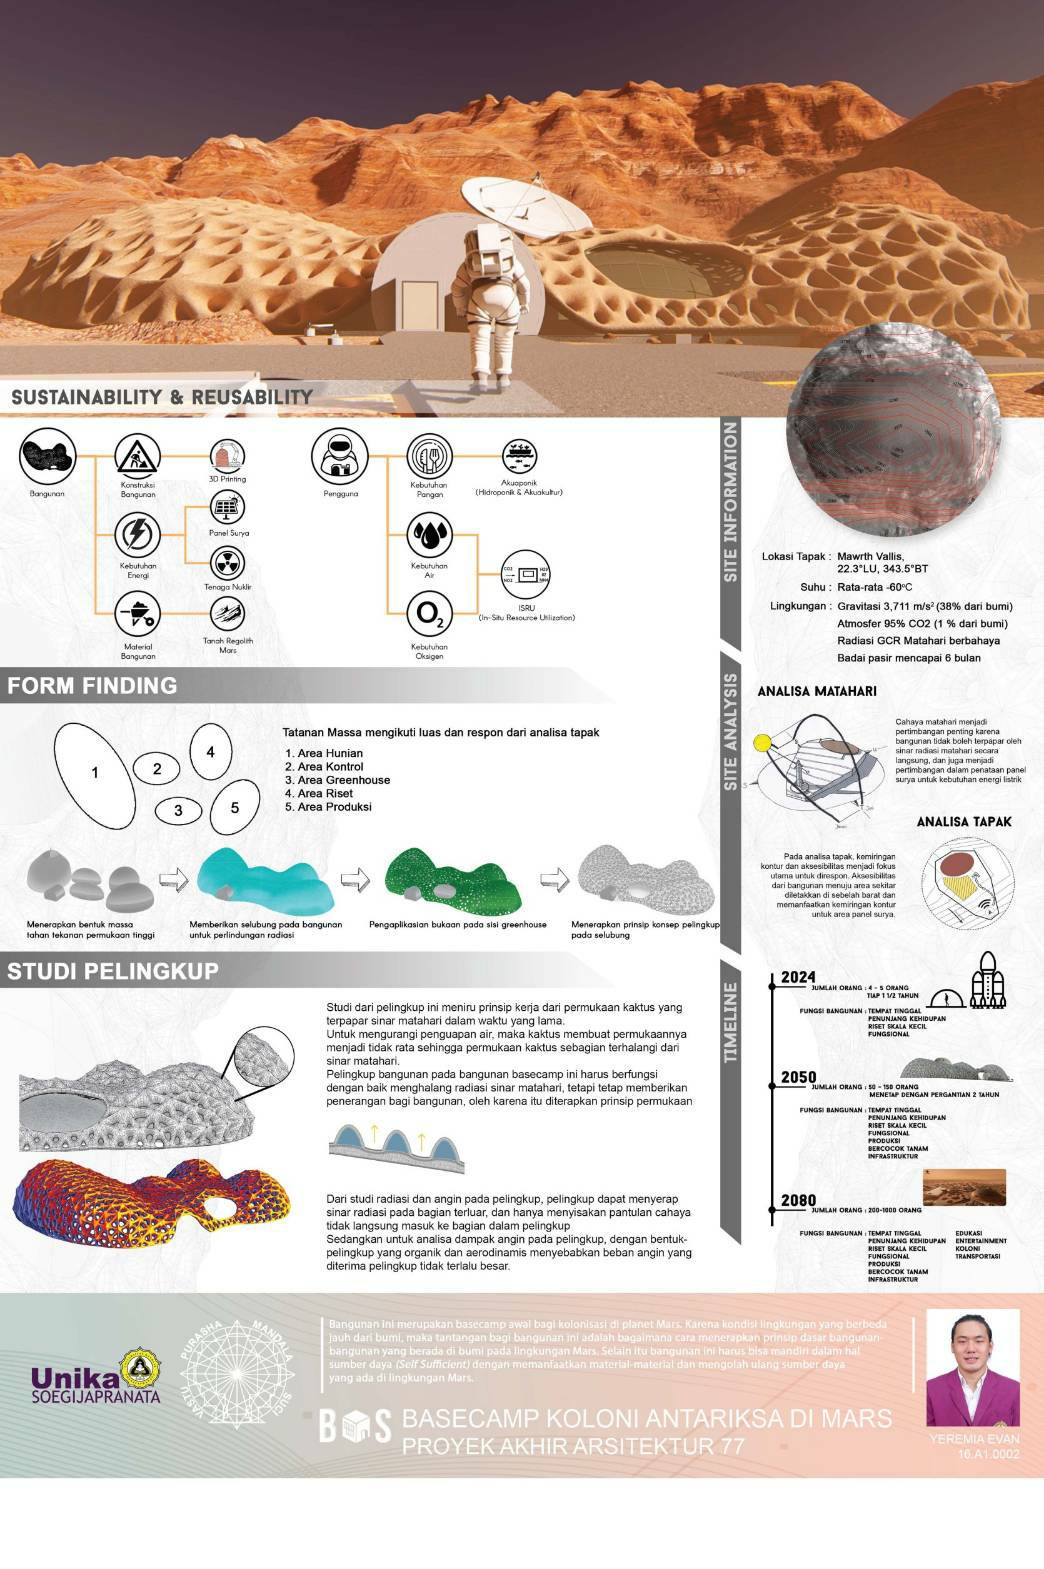 SUSTAINABILITY & REUSABILITY
Bangunan
Konstruksi
Bangunan
3D Printing
Panel Surya
Kebutuhan
Energi
Tenaga Nuklir
Material
Bangunan
Tanah Regolith
Mars
Pengguna
Kebutuhan
Pangan
Akuaponik
(Hidroponik & Akuakultur)
Kebutuhan
Air
ISRU
(In-Situ Resource Utilization)
O2
Kebutuhan
Oksigen
SITE INFORMATION
Lokasi Tapak : Mawrth Vallis,
22.3°LU, 343.5°BT
Suhu : Rata-rata -60°C
Lingkungan : Gravitasi 3,711 m/s² (38% dari bumi)
Atmosfer 95% CO2 (1 % dari bumi)
Radiasi GCR Matahari berbahaya
Badai pasir mencapai 6 bulan
FORM FINDING
1
2
3
4
5
Tatanan Massa mengikuti luas dan respon dari analisa tapak
1. Area Hunian
2. Area Kontrol
3. Area Greenhouse
4. Area Riset
5. Area Produksi
Menerapkan bentuk massa
tahan tekanan permukaan tinggi
Memberikan selubung pada bangunan
untuk perlindungan radiasi
Pengaplikasian bukaan pada sisi greenhouse
Menerapkan prinsip konsep pelingkup
pada selubung
SITE ANALYSIS
ANALISA MATAHARI
Cahaya matahari menjadi
pertimbangan penting karena
bangunan tidak boleh terpapar oleh
sinar radiasi matahari secara
langsung, dan juga menjadi
pertimbangan dalam penataan panel
surya untuk kebutuhan energi listrik
ANALISA TAPAK
Pada analisa tapak, kemiringan
kontur dan aksesibilitas menjadi fokus
utama untuk direspon. Aksesibilitas
dari bangunan menuju area sekitar
diletakkan di sebelah barat dan
memanfaatkan kemiringan kontur
untuk area panel surya.
STUDI PELINGKUP
Studi dari pelingkup ini meniru prinsip kerja dari permukaan kaktus yang
terpapar sinar matahari dalam waktu yang lama.
Untuk mengurangi penguapan air, maka kaktus membuat permukaannya
menjadi tidak rata sehingga permukaan kaktus sebagian terhalangi dari
sinar matahari.
Pelingkup bangunan pada bangunan basecamp ini harus berfungsi
dengan baik menghalang radiasi sinar matahari, tetapi tetap memberikan
penerangan bagi bangunan, oleh karena itu diterapkan prinsip permukaan
Dari studi radiasi dan angin pada pelingkup, pelingkup dapat menyerap
sinar radiasi pada bagian terluar, dan hanya menyisakan pantulan cahaya
tidak langsung masuk ke bagian dalam pelingkup
Sedangkan untuk analisa dampak angin pada pelingkup, dengan bentuk-
pelingkup yang organik dan aerodinamis menyebabkan beban angin yang
diterima pelingkup tidak terlalu besar.
TIMELINE
2024
JUMLAH ORANG : 4 - 5 ORANG
TIAP 1 1/2 TAHUN
FUNGSI BANGUNAN : TEMPAT TINGGAL
PENUNJANG KEHIDUPAN
RISET SKALA KECIL
FUNGSIONAL
2050
JUMLAH ORANG : 50 - 150 ORANG
MENETAP DENGAN PERGANTIAN 2 TAHUN
FUNGSI BANGUNAN : TEMPAT TINGGAL
PENUNJANG KEHIDUPAN
RISET SKALA KECIL
FUNGSIONAL
PRODUKSI
BERCOCOK TANAM
INFRASTRUKTUR
2080
JUMLAH ORANG : 200-1000 ORANG
FUNGSI BANGUNAN : TEMPAT TINGGAL
PENUNJANG KEHIDUPAN
RISET SKALA KECIL
FUNGSIONAL
PRODUKSI
BERCOCOK TANAM
INFRASTRUKTUR
EDUKASI
ENTERTAINMENT
KOLONI
TRANSPORTASI
Unika
SOEGIJAPRANATA
VASTU PURUSHA MANDALA SUCI
Bangunan ini merupakan basecamp awal bagi kolonisasi di planet Mars. Karena kondisi lingkungan yang berbeda
jauh dari bumi, maka tantangan bagi bangunan ini adalah bagaimana cara menerapkan prinsip dasar bangunan-
bangunan yang berada di bumi pada lingkungan Mars. Selain itu bangunan ini harus bisa mandiri dalam hal
sumber daya (Self Sufficient) dengan memanfaatkan material-material dan mengolah ulang sumber daya
yang ada di lingkungan Mars.
BASECAMP KOLONI ANTARIKSA DI MARS
PROYEK AKHIR ARSITEKTUR 77
YEREMIA EVAN
16.A1.0002